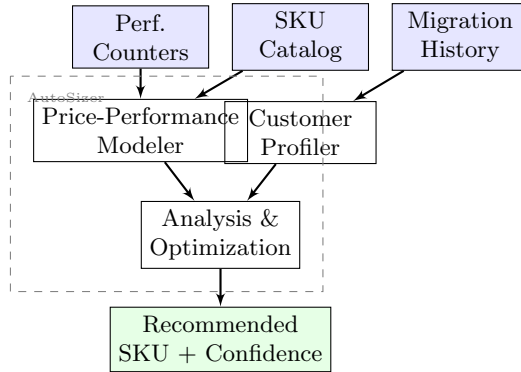 Perf.
Counters
SKU
Catalog
Migration
History
AutoSizer
Price-Performance
Modeler
Customer
Profiler
Analysis &
Optimization
Recommended
SKU + Confidence